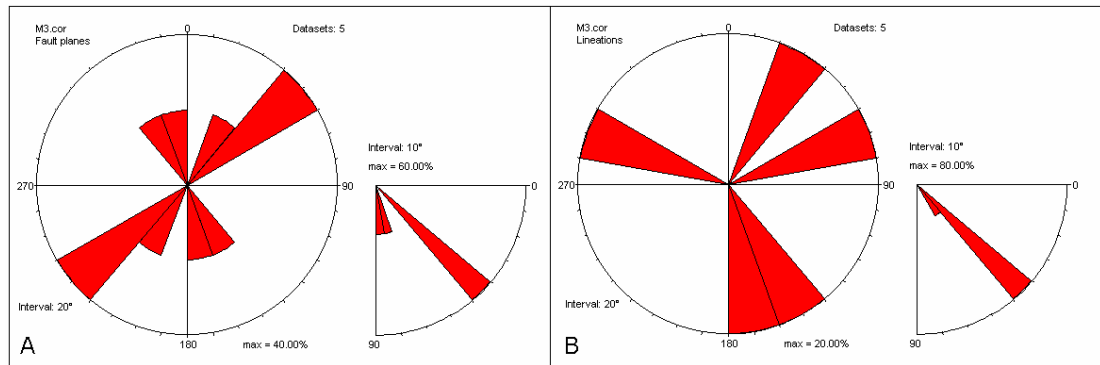 M3.cor
Fault planes
Datasets: 5
0
270
90
180
Interval: 20°
max = 40.00%
Interval: 10°
max = 60.00%
0
90
A
M3.cor
Lineations
Datasets: 5
0
270
90
180
Interval: 20°
max = 20.00%
Interval: 10°
max = 80.00%
0
90
B